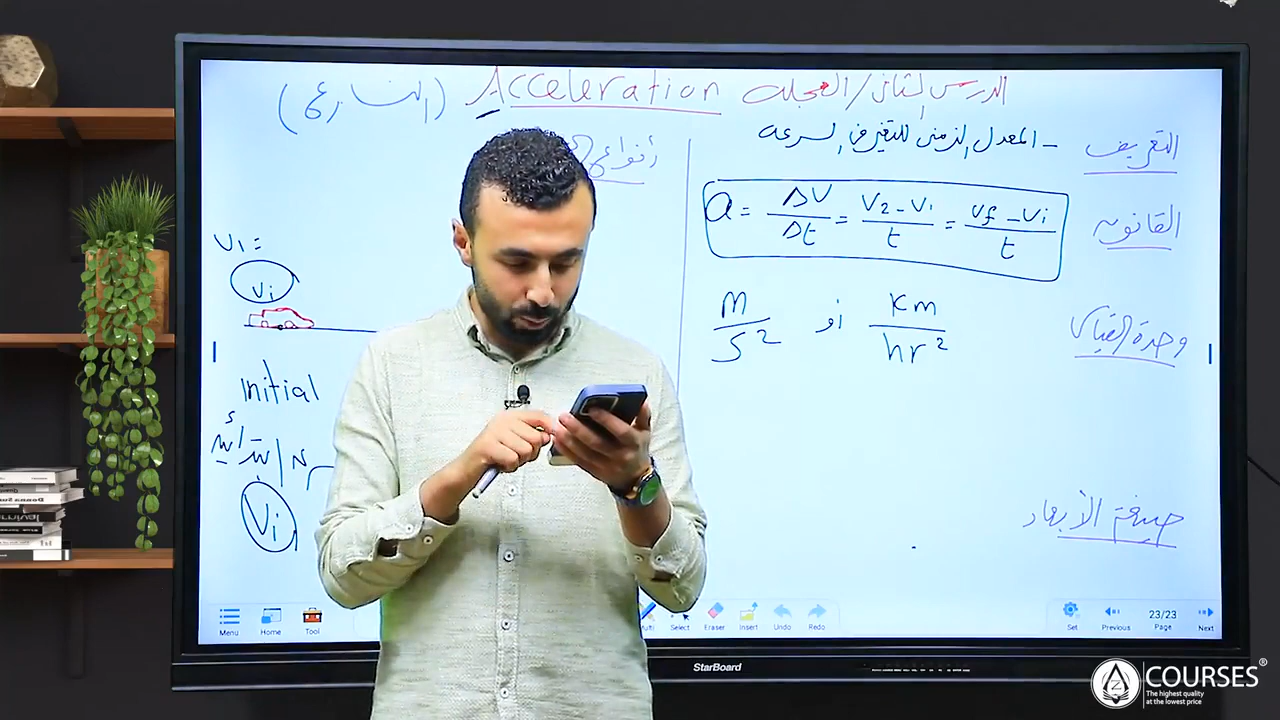 الدرس الثاني / العجلة Acceleration (التسارع)
التعريف
- المعدل الزمني للتغير في السرعة
القانون
a = ΔV/Δt = V2 - V1/t = Vf - Vi/t
وحدة القياس
m/s² أو Km/hr²
صيغة الأبعاد
أنواع
V1 =
Vi
Initial
Vi
Menu
Home
Tool
Multi
Select
Eraser
Insert
Undo
Redo
Set
Previous
23/23
Page
Next
StarBoard
COURSES®
The highest quality
at the lowest price